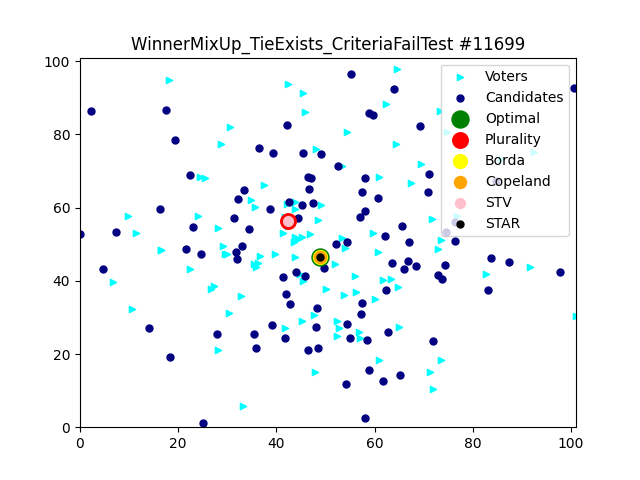 WinnerMixUp_TieExists_CriteriaFailTest #11699
100
80
60
40
20
0
0
20
40
60
80
100
Voters
Candidates
Optimal
Plurality
Borda
Copeland
STV
STAR